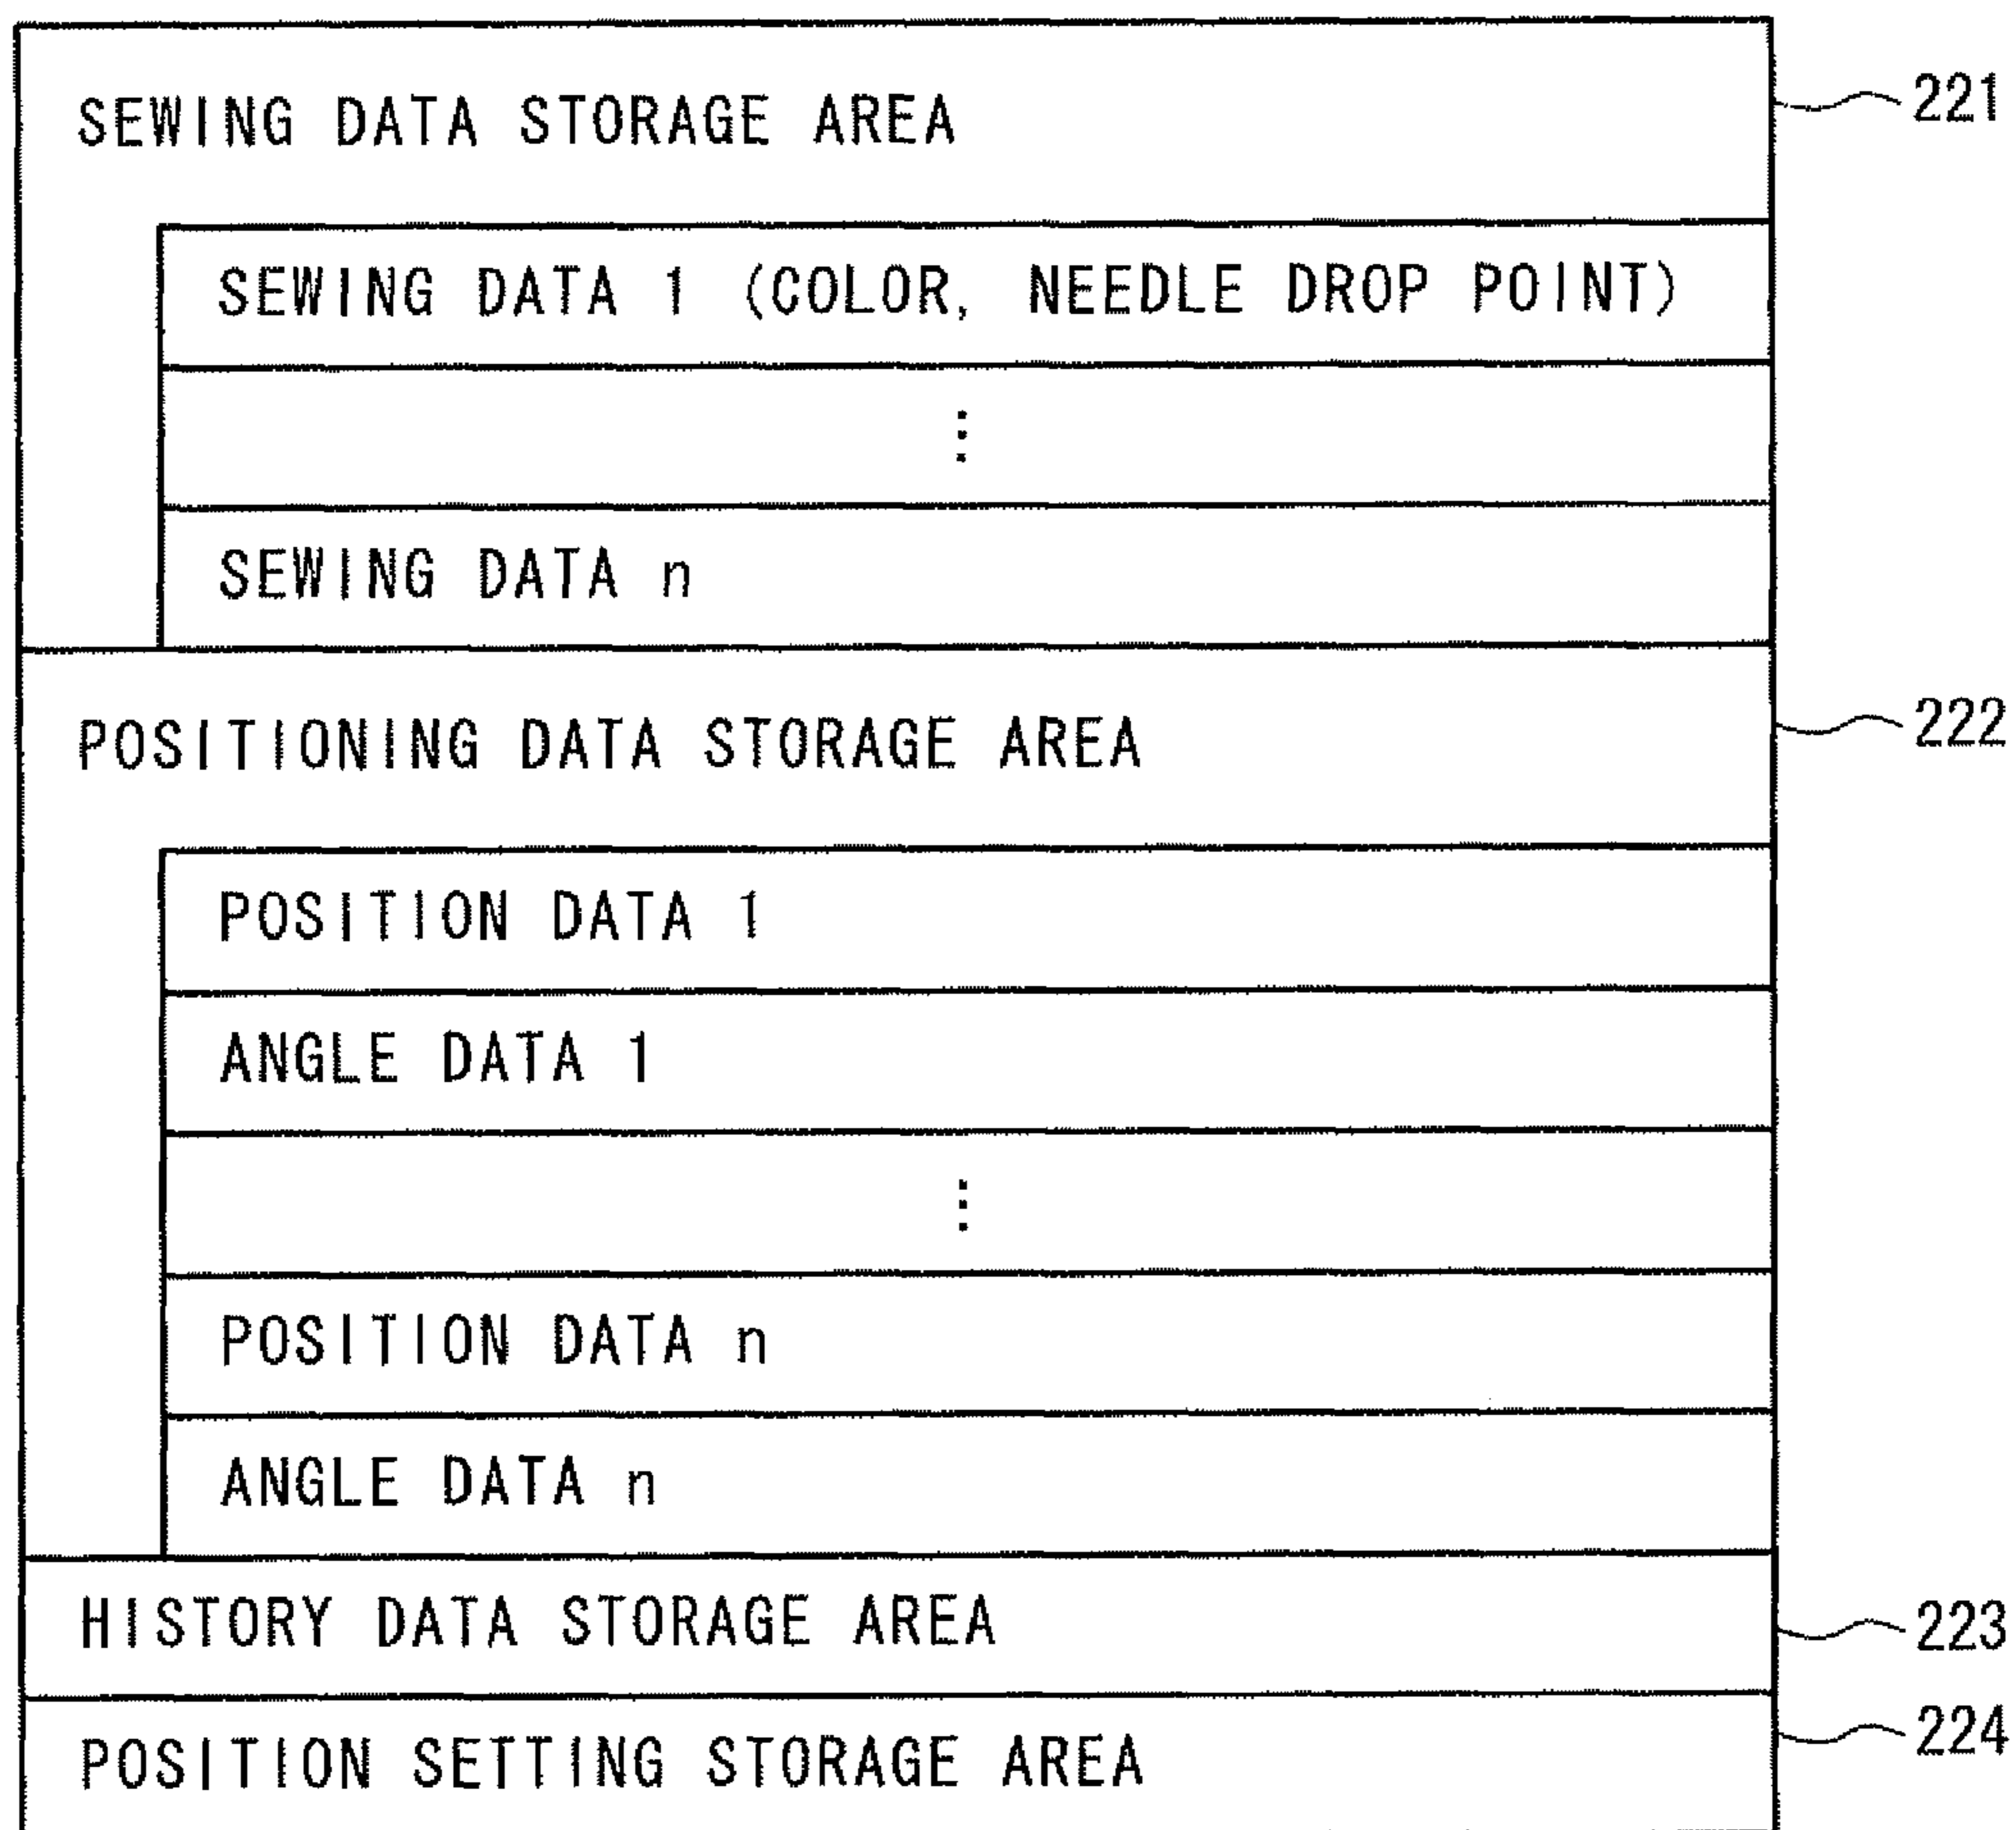 SEWING DATA STORAGE AREA 221
SEWING DATA 1 (COLOR, NEEDLE DROP POINT)
⋮
SEWING DATA n
POSITIONING DATA STORAGE AREA 222
POSITION DATA 1
ANGLE DATA 1
⋮
POSITION DATA n
ANGLE DATA n
HISTORY DATA STORAGE AREA 223
POSITION SETTING STORAGE AREA 224